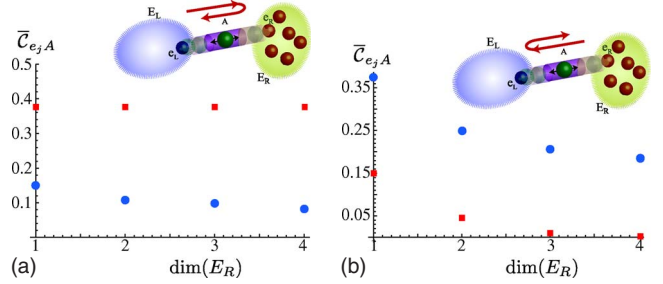 (a)
C̅ e_j A
0.5
0.4
0.3
0.2
0.1
1 2 3 4
dim(E_R)
E_L
A
e_R
e_L
E_R
(b)
C̅ e_j A
0.35
0.25
0.15
0.05
1 2 3 4
dim(E_R)
E_L
A
e_R
e_L
E_R